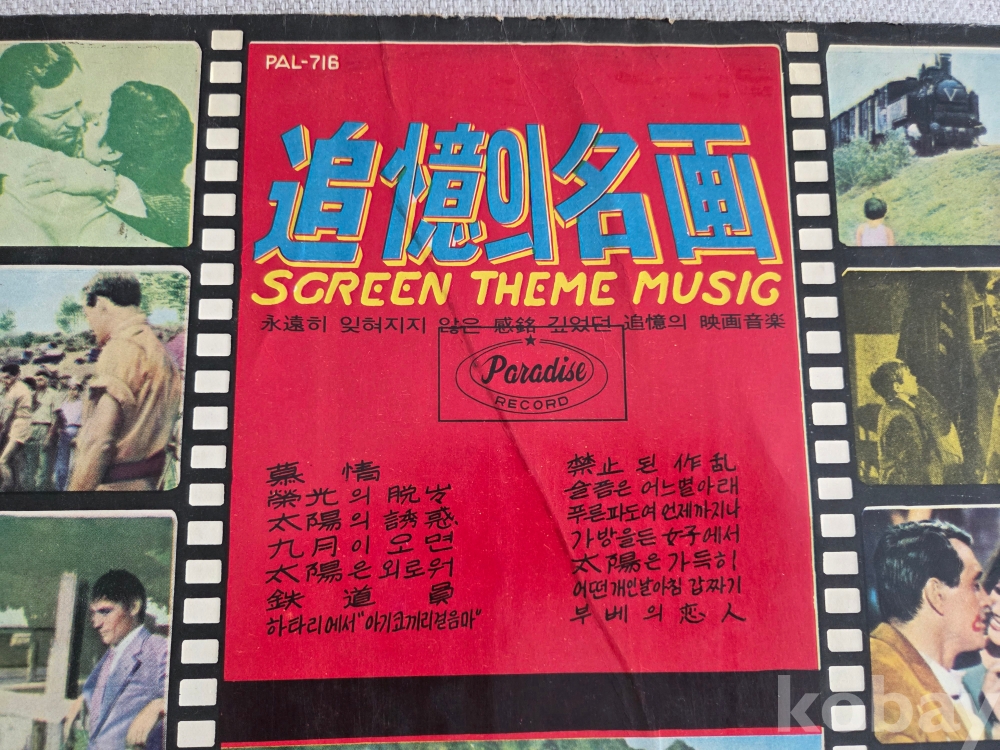 PAL-716
追憶의名画
SCREEN THEME MUSIC
永遠히 잊혀지지 않은 感銘 깊었던 追憶의 映画音楽
Paradise
RECORD
慕情
榮光의 脫出
太陽의 誘惑
九月이 오면
太陽은 외로워
鉄道員
하타리에서 "아기코끼리걸음마"
禁止된 作乱
슬픔은 어느별아래
푸른파도여 언제까지나
가방을든 女子에서
太陽은 가득히
어떤개인날아침 갑짜기
부베의 恋人
kobay